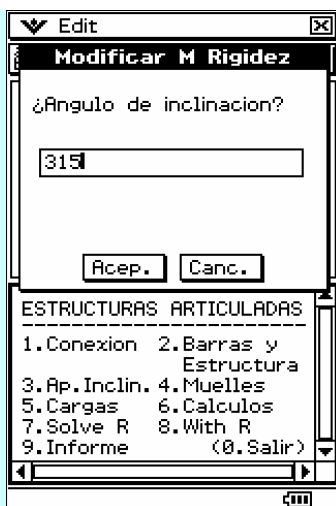 Edit
Modificar M Rigidez
¿Angulo de inclinacion?
315
Acep. Canc.
ESTRUCTURAS ARTICULADAS
------------------------
1.Conexion 2.Barras y
Estructura
3.Ap.Inclin. 4.Muelles
5.Cargas 6.Calculos
7.Solve R 8.With R
9.Informe (0.Salir)